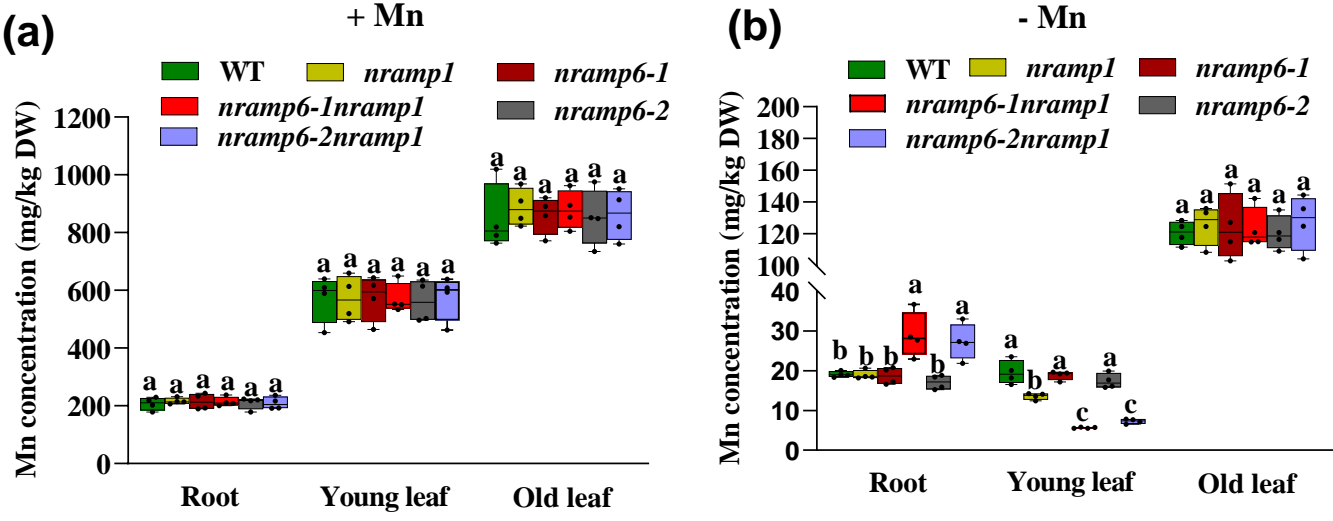 (a)
+ Mn
WT
nramp1
nramp6-1
nramp6-1nramp1
nramp6-2
nramp6-2nramp1
Mn concentration (mg/kg DW)
1200
1000
800
600
400
200
0
a a a a a a
a a a a a a
a a a a a a
Root
Young leaf
Old leaf
(b)
- Mn
WT
nramp1
nramp6-1
nramp6-1nramp1
nramp6-2
nramp6-2nramp1
Mn concentration (mg/kg DW)
200
180
160
140
120
100
40
30
20
10
0
b b b a b a
a b a c a c
a a a a a a
Root
Young leaf
Old leaf